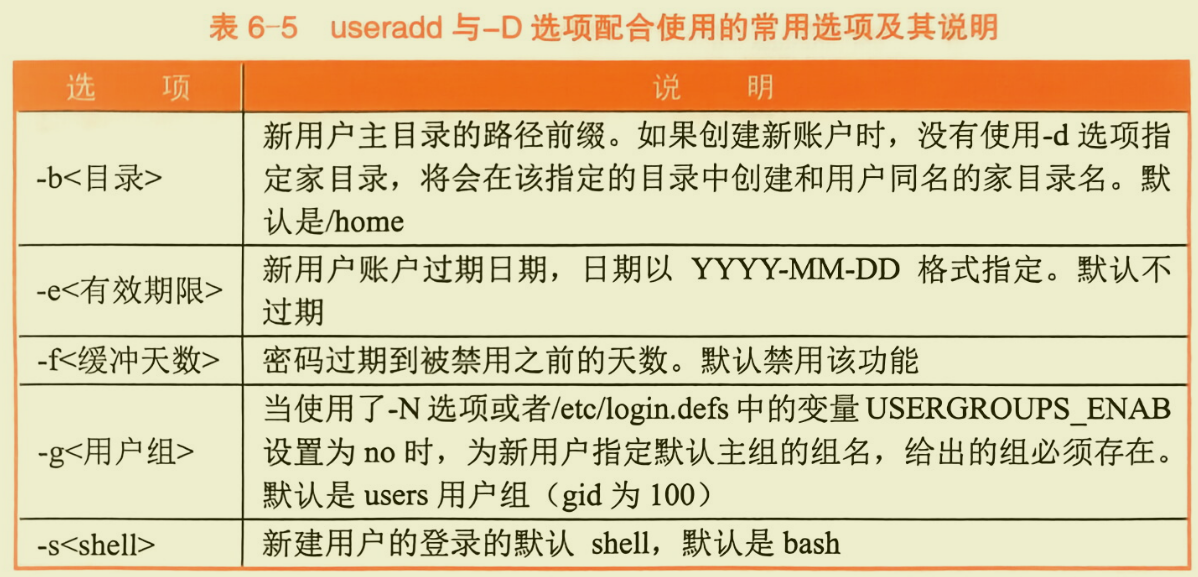 表 6-5 useradd 与-D 选项配合使用的常用选项及其说明
选 项 说 明
-b<目录>
新用户主目录的路径前缀。如果创建新账户时，没有使用-d 选项指
定家目录，将会在该指定的目录中创建和用户同名的家目录名。默
认是/home
-e<有效期限>
新用户账户过期日期，日期以 YYYY-MM-DD 格式指定。默认不
过期
-f<缓冲天数>
密码过期到被禁用之前的天数。默认禁用该功能
-g<用户组>
当使用了-N 选项或者/etc/login.defs 中的变量 USERGROUPS_ENAB
设置为 no 时，为新用户指定默认主组的组名，给出的组必须存在。
默认是 users 用户组（gid 为 100）
-s<shell>
新建用户的登录的默认 shell，默认是 bash